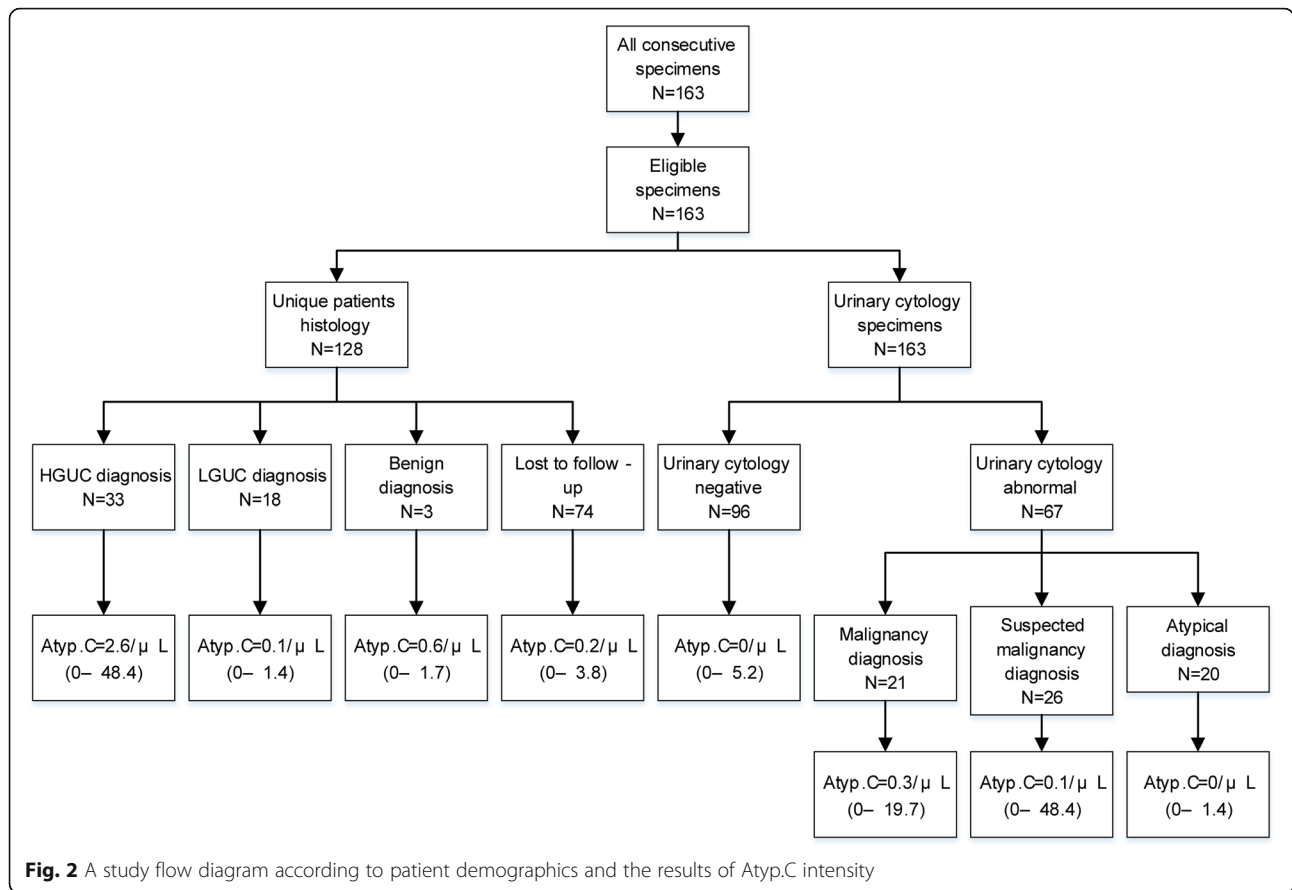 All consecutive
specimens
N=163
Eligible
specimens
N=163
Unique patients
histology
N=128
Urinary cytology
specimens
N=163
HGUC diagnosis
N=33
LGUC diagnosis
N=18
Benign
diagnosis
N=3
Lost to follow -
up
N=74
Urinary cytology
negative
N=96
Urinary cytology
abnormal
N=67
Atyp.C=2.6/μ L
(0– 48.4)
Atyp.C=0.1/μ L
(0– 1.4)
Atyp.C=0.6/μ L
(0– 1.7)
Atyp.C=0.2/μ L
(0– 3.8)
Atyp.C=0/μ L
(0– 5.2)
Malignancy
diagnosis
N=21
Suspected
malignancy
diagnosis
N=26
Atypical
diagnosis
N=20
Atyp.C=0.3/μ L
(0– 19.7)
Atyp.C=0.1/μ L
(0– 48.4)
Atyp.C=0/μ L
(0– 1.4)
Fig. 2 A study flow diagram according to patient demographics and the results of Atyp.C intensity